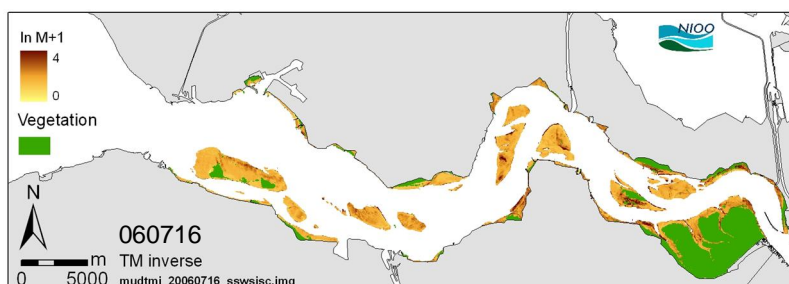 ln M+1
4
0
Vegetation
NIOO
N
m
0 5000
060716
TM inverse
mudtmi_20060716_sswsisc.img